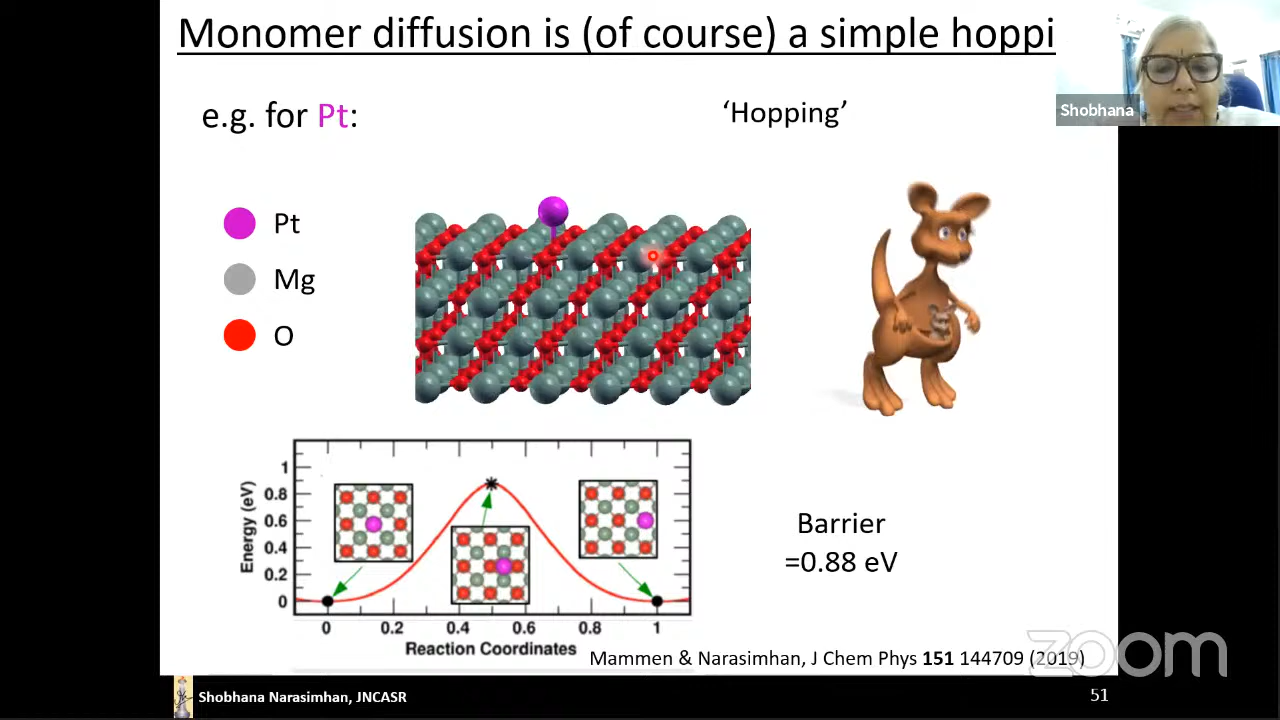 Monomer diffusion is (of course) a simple hoppi
Shobhana
e.g. for Pt:
‘Hopping’
Pt
Mg
O
Energy (eV)
1
0.8
0.6
0.4
0.2
0
0 0.2 0.4 0.6 0.8 1
Reaction Coordinates
Barrier
=0.88 eV
Mammen & Narasimhan, J Chem Phys 151 144709 (2019)
zoom
Shobhana Narasimhan, JNCASR
51